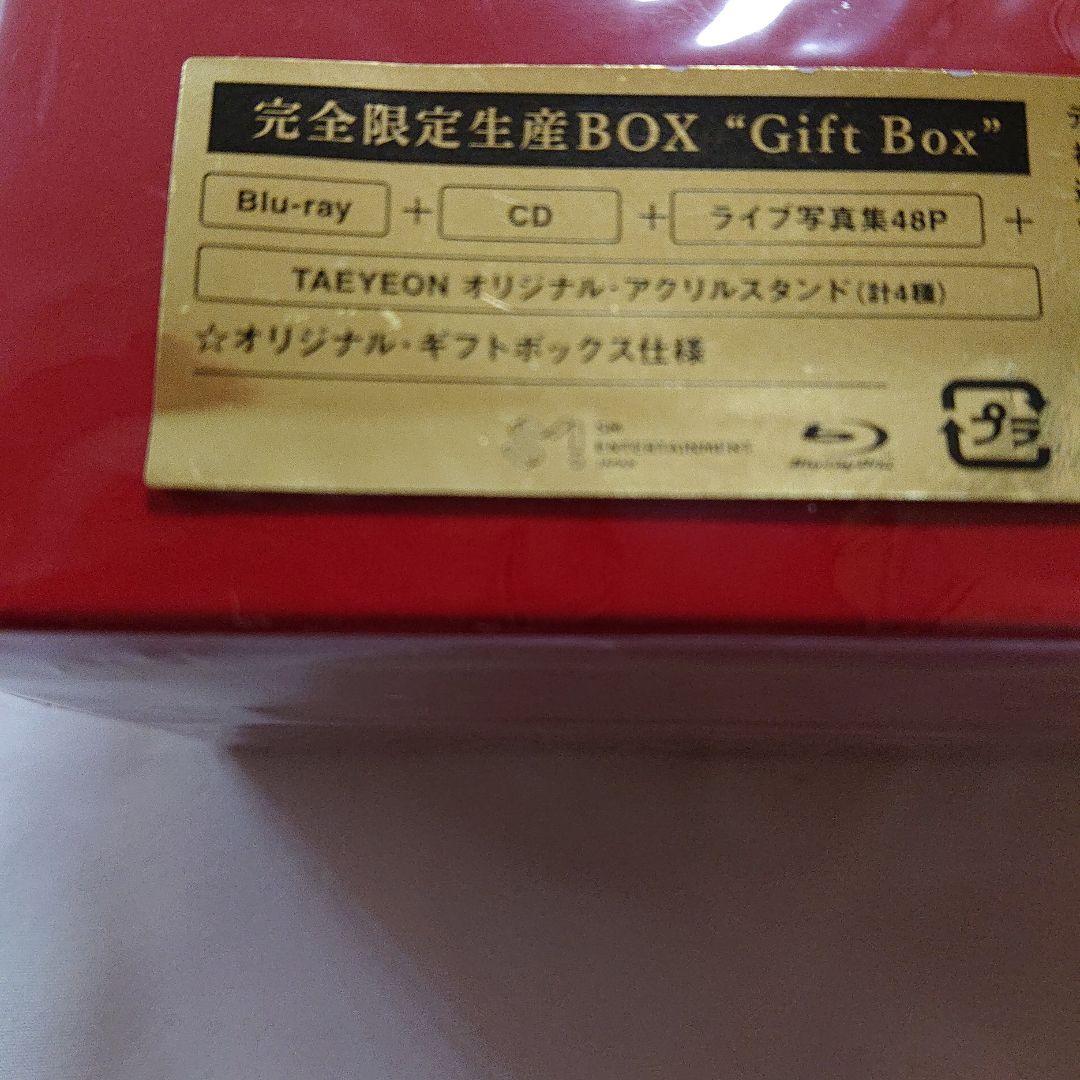 完全限定生産BOX “Gift Box”
Blu-ray + CD + ライブ写真集48P +
TAEYEON オリジナル・アクリルスタンド(計4種)
☆オリジナル・ギフトボックス仕様
ENTERTAINMENT
プラ